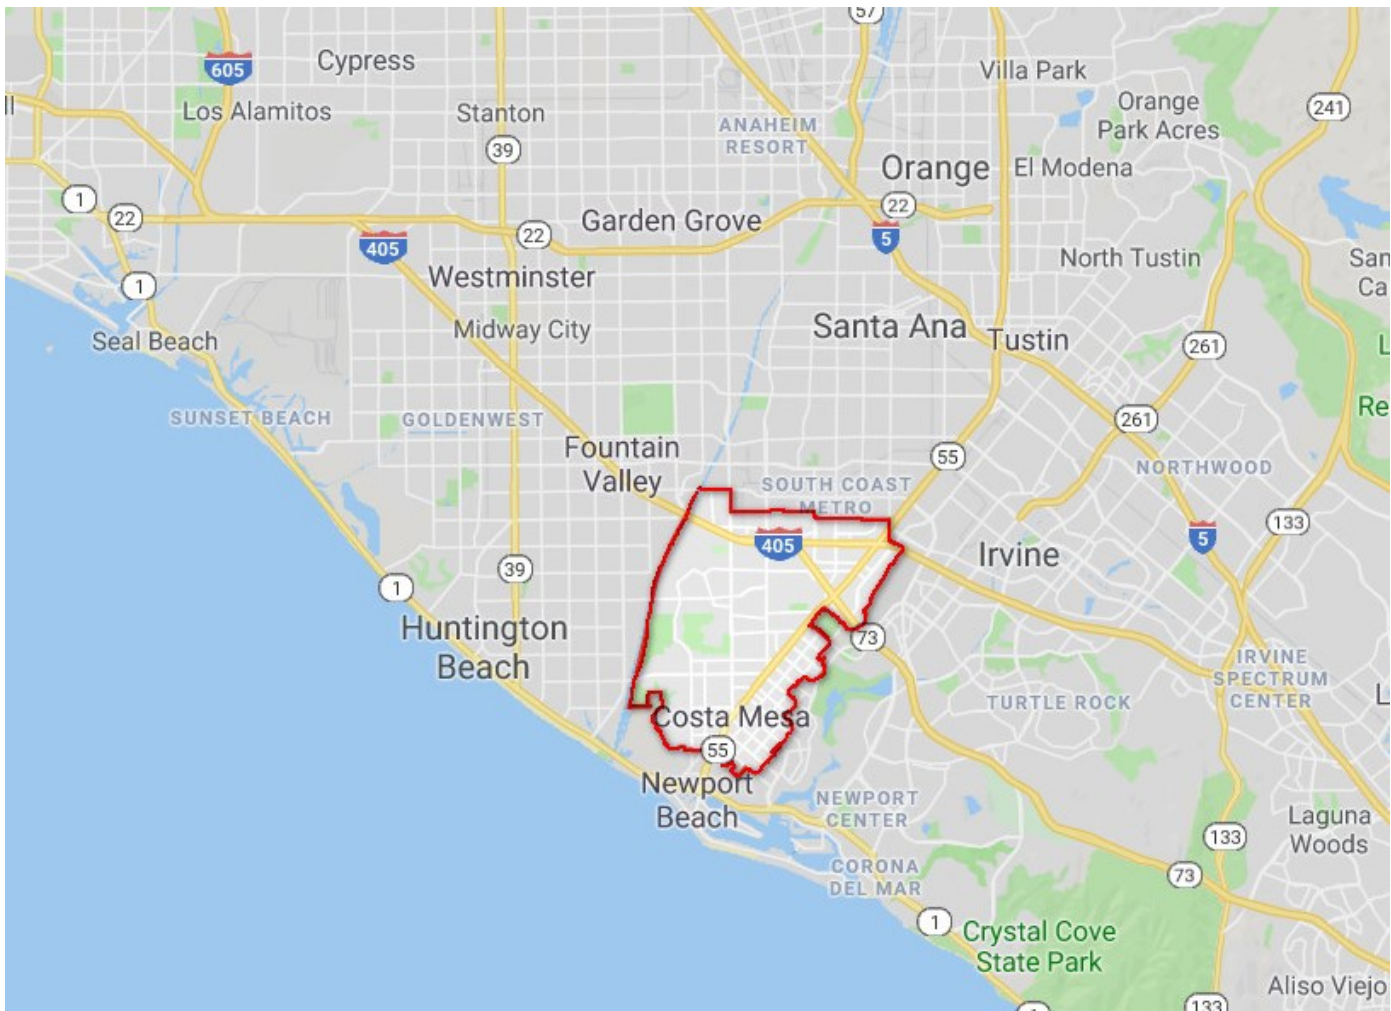 57
605
Cypress
Villa Park
Los Alamitos
Stanton
Orange
Park Acres
241
ANAHEIM
RESORT
39
Orange
El Modena
1
22
22
Garden Grove
22
405
5
Westminster
North Tustin
San
Ca
1
Midway City
Santa Ana
Tustin
Seal Beach
261
L
Re
SUNSET BEACH
GOLDENWEST
261
Fountain
Valley
55
NORTHWOOD
SOUTH COAST
METRO
133
405
5
Irvine
39
1
Huntington
Beach
73
IRVINE
SPECTRUM
CENTER
TURTLE ROCK
L
Costa Mesa
55
Newport
Beach
NEWPORT
CENTER
Laguna
Woods
133
CORONA
DEL MAR
73
1
Crystal Cove
State Park
Aliso Viejo
1
133